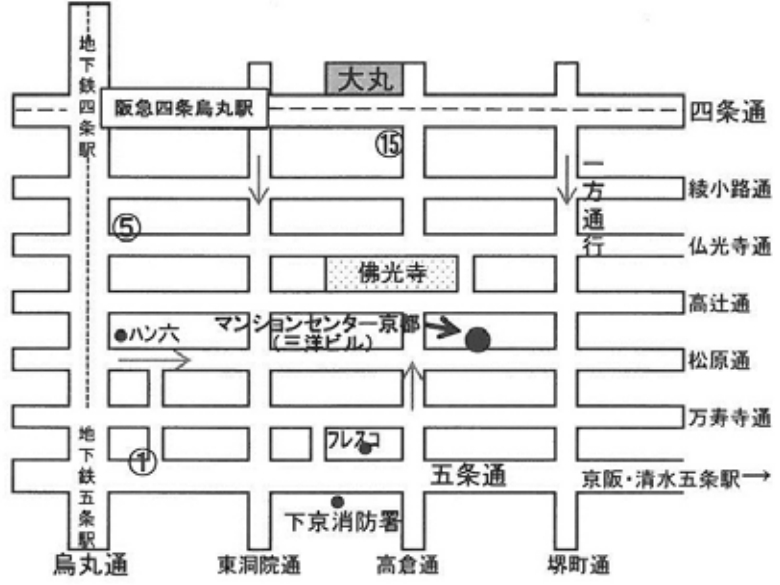 地下鉄四条駅
大丸
阪急四条烏丸駅
四条通
⑮
一方通行
綾小路通
⑤
仏光寺通
佛光寺
高辻通
ハン六
マンションセンター京都
(三洋ビル)
松原通
万寿寺通
地下鉄五条駅
①
フレスコ
五条通
京阪・清水五条駅→
下京消防署
烏丸通
東洞院通
高倉通
堺町通